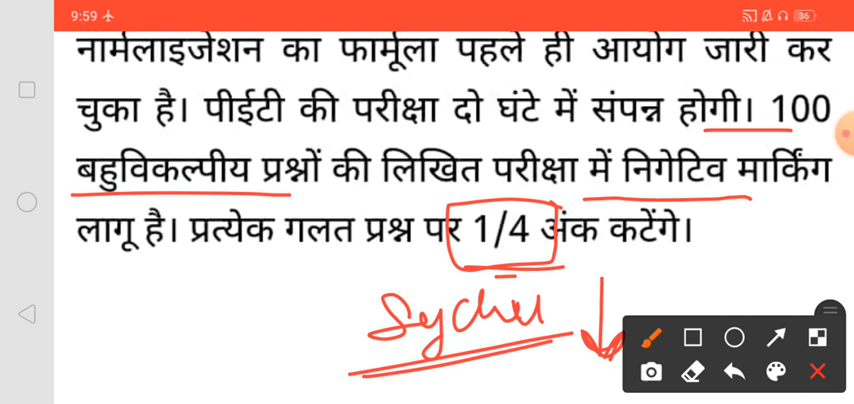 9:59
36
नार्मलाइजेशन का फार्मूला पहले ही आयोग जारी कर
चुका है। पीईटी की परीक्षा दो घंटे में संपन्न होगी। 100
बहुविकल्पीय प्रश्नों की लिखित परीक्षा में निगेटिव मार्किंग
लागू है। प्रत्येक गलत प्रश्न पर 1/4 अंक कटेंगे।